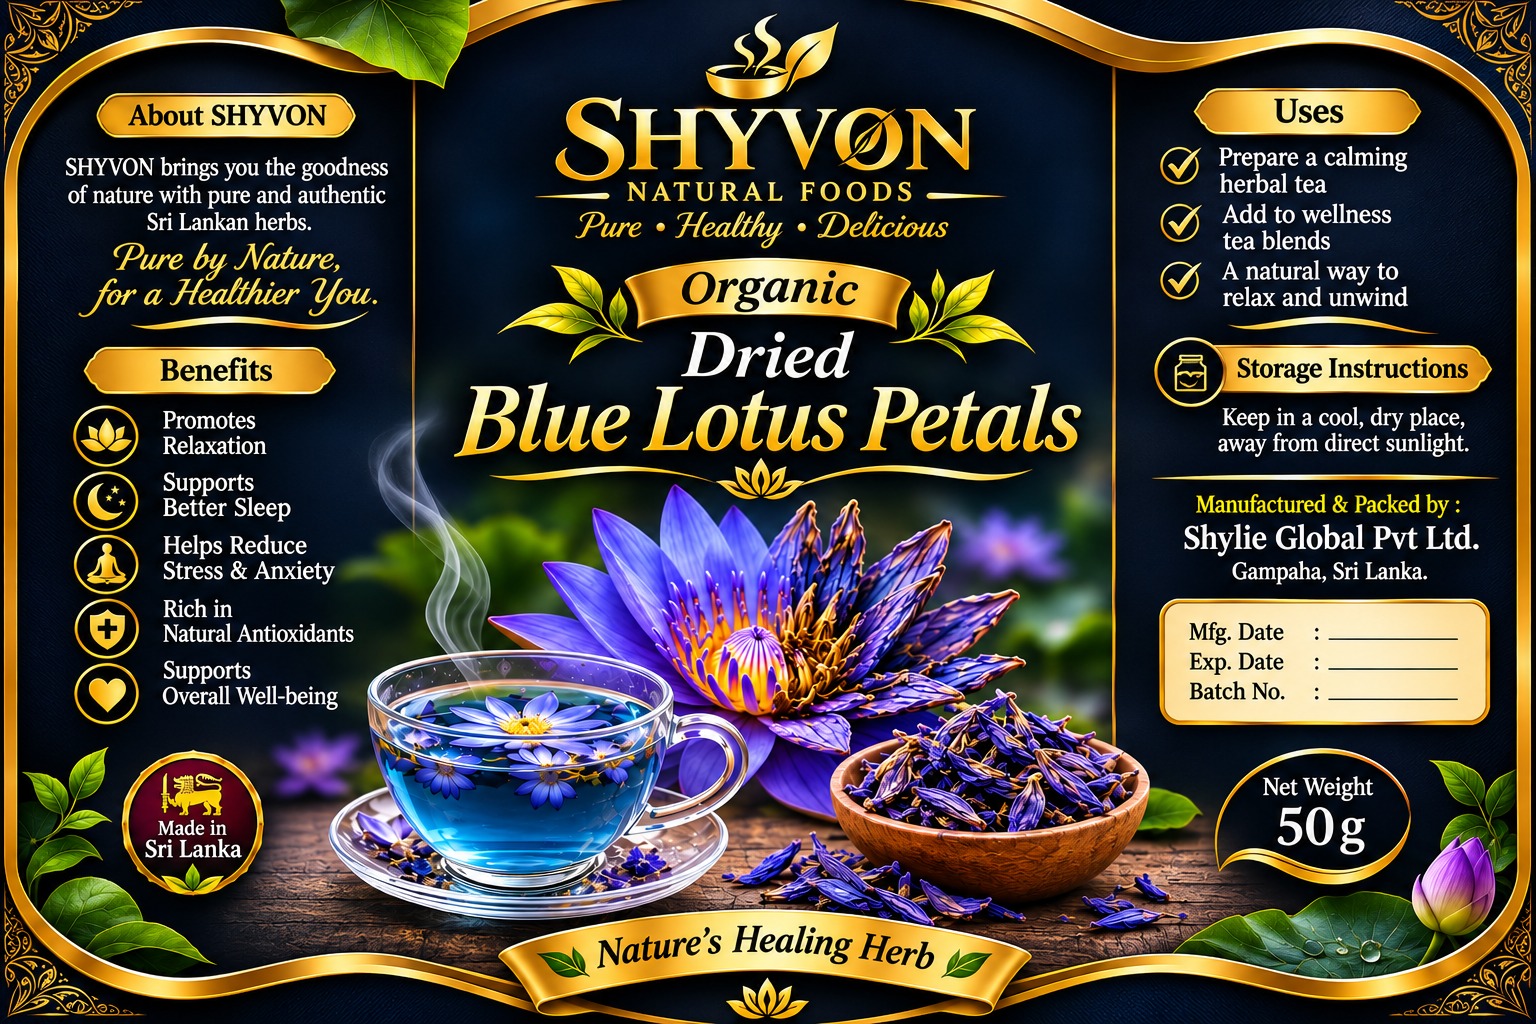 About SHYVON
SHYVON brings you the goodness
of nature with pure and authentic
Sri Lankan herbs.
Pure by Nature,
for a Healthier You.
Benefits
Promotes
Relaxation
Supports
Better Sleep
Helps Reduce
Stress & Anxiety
Rich in
Natural Antioxidants
Supports
Overall Well-being
Made in
Sri Lanka
SHYVON
NATURAL FOODS
Pure • Healthy • Delicious
Organic
Dried
Blue Lotus Petals
Nature's Healing Herb
Uses
Prepare a calming
herbal tea
Add to wellness
tea blends
A natural way to
relax and unwind
Storage Instructions
Keep in a cool, dry place,
away from direct sunlight.
Manufactured & Packed by :
Shylie Global Pvt Ltd.
Gampaha, Sri Lanka.
Mfg. Date :
Exp. Date :
Batch No. :
Net Weight
50g